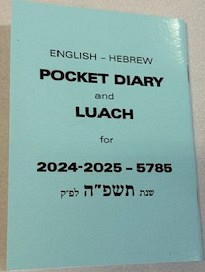 ENGLISH – HEBREW
POCKET DIARY
and
LUACH
for
2024-2025 – 5785
שנת תשפ"ה לפ"ק